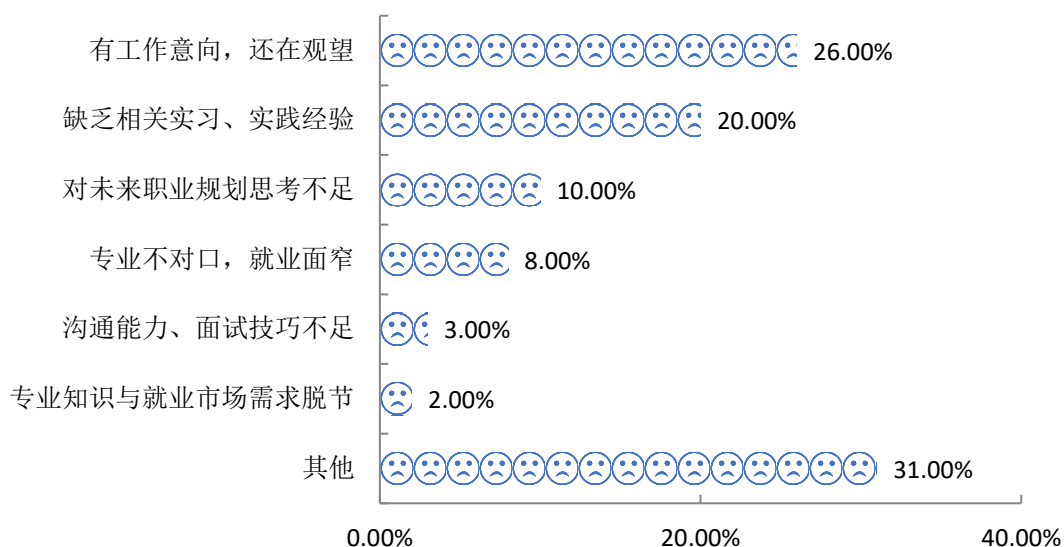 有工作意向，还在观望 26.00%
缺乏相关实习、实践经验 20.00%
对未来职业规划思考不足 10.00%
专业不对口，就业面窄 8.00%
沟通能力、面试技巧不足 3.00%
专业知识与就业市场需求脱节 2.00%
其他 31.00%
0.00% 20.00% 40.00%